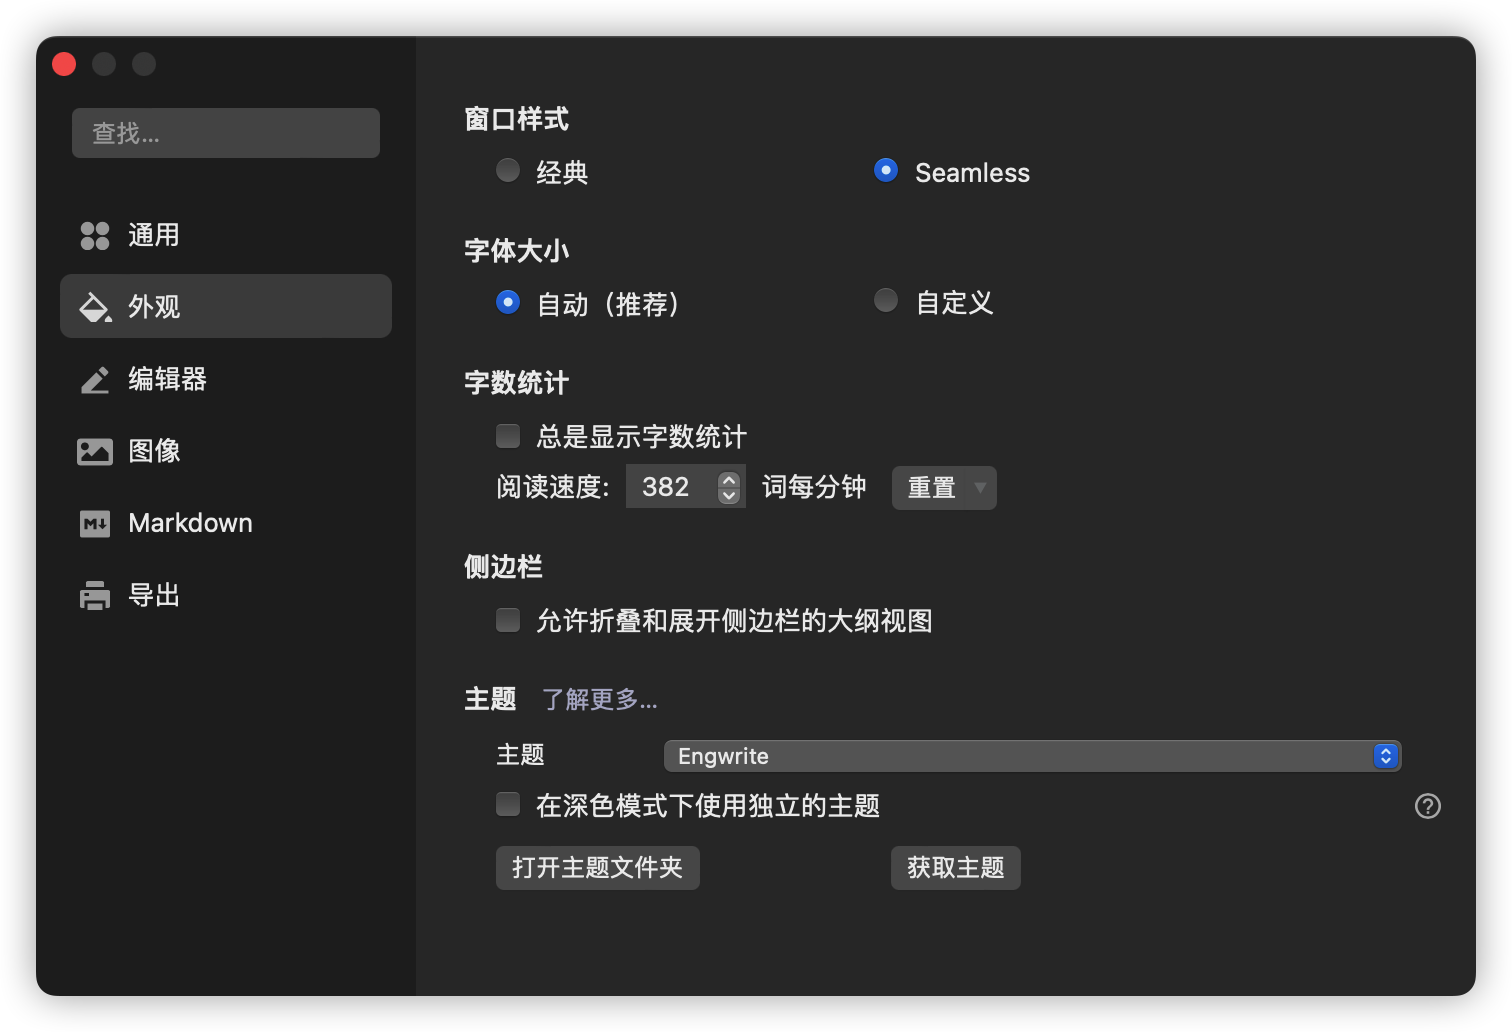 查找...
通用
外观
编辑器
图像
Markdown
导出
窗口样式
经典 Seamless
字体大小
自动（推荐） 自定义
字数统计
总是显示字数统计
阅读速度: 382 词每分钟 重置
侧边栏
允许折叠和展开侧边栏的大纲视图
主题 了解更多...
主题 Engwrite
在深色模式下使用独立的主题
打开主题文件夹 获取主题